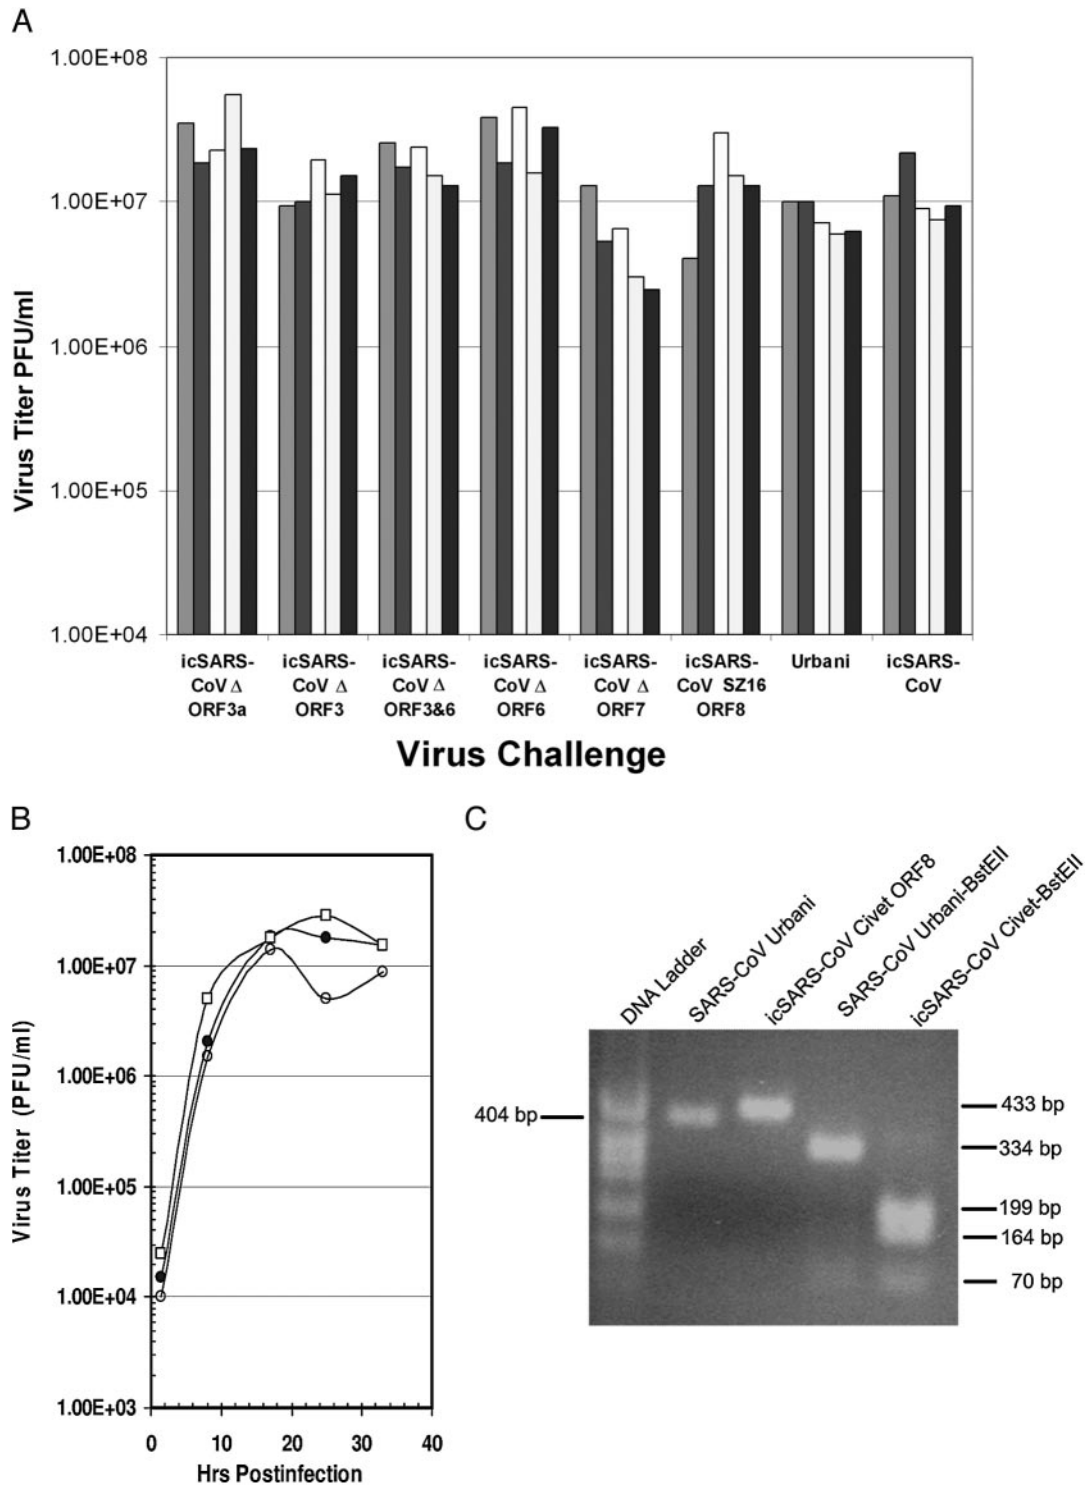 A
1.00E+08
1.00E+07
1.00E+06
1.00E+05
1.00E+04
Virus Titer PFU/ml
icSARS-
CoV Δ
ORF3a
icSARS-
CoV Δ
ORF3
icSARS-
CoV Δ
ORF3&6
icSARS-
CoV Δ
ORF6
icSARS-
CoV Δ
ORF7
icSARS-
CoV SZ16
ORF8
Urbani
icSARS-
CoV
Virus Challenge
B
1.00E+08
1.00E+07
1.00E+06
1.00E+05
1.00E+04
1.00E+03
Virus Titer (PFU/ml)
0 10 20 30 40
Hrs Postinfection
C
DNA Ladder
SARS-CoV Urbani
icSARS-CoV Civet ORF8
SARS-CoV Urbani-BstEII
icSARS-CoV Civet-BstEII
404 bp
433 bp
334 bp
199 bp
164 bp
70 bp